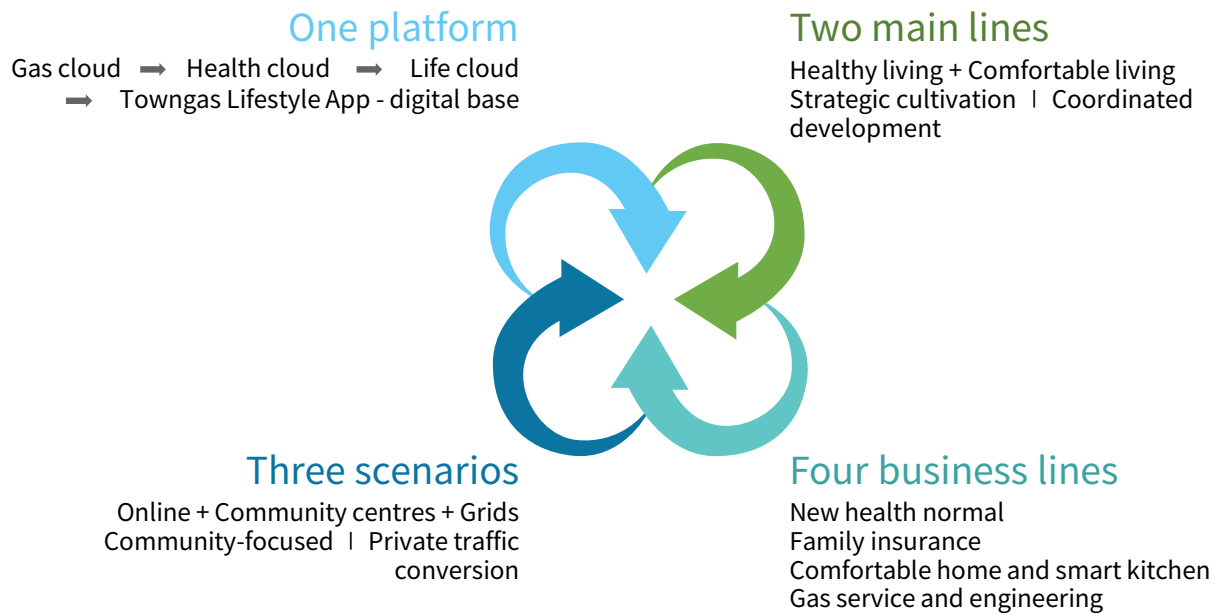 One platform
Gas cloud ➡ Health cloud ➡ Life cloud
➡ Towngas Lifestyle App - digital base
Two main lines
Healthy living + Comfortable living
Strategic cultivation | Coordinated
development
Three scenarios
Online + Community centres + Grids
Community-focused | Private traffic
conversion
Four business lines
New health normal
Family insurance
Comfortable home and smart kitchen
Gas service and engineering